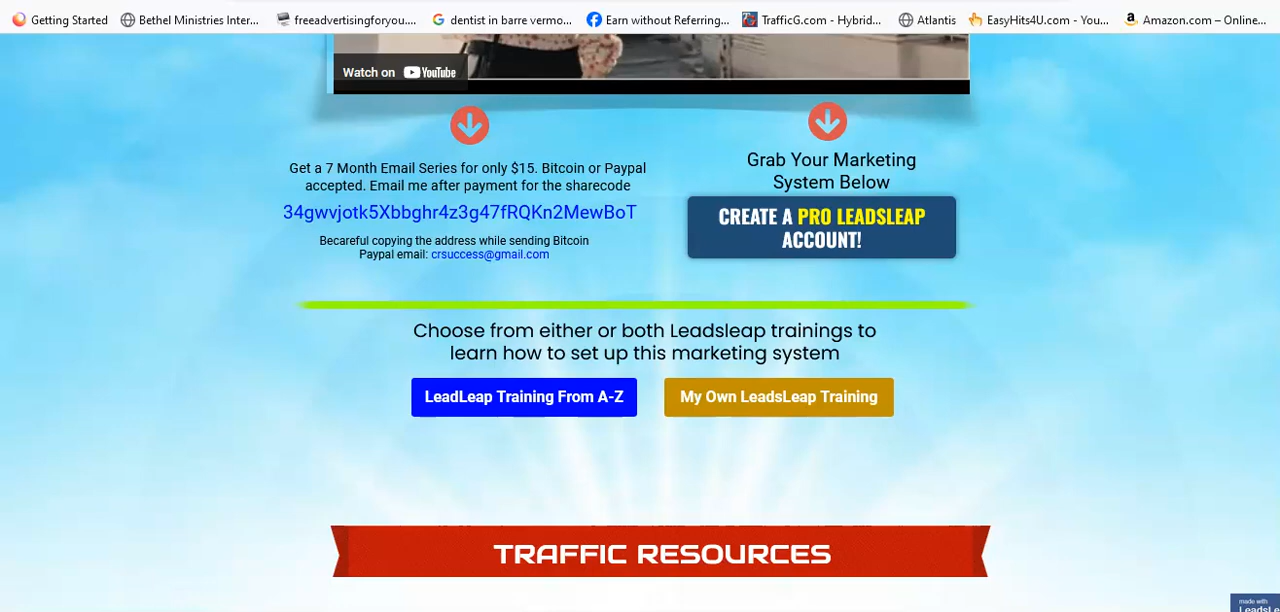 Getting Started
Bethel Ministries Inter...
freeadvertisingforyou....
dentist in barre vermo...
Earn without Referring...
TrafficG.com - Hybrid...
Atlantis
EasyHits4U.com - You...
Amazon.com – Online...
Watch on YouTube
Get a 7 Month Email Series for only $15. Bitcoin or Paypal
accepted. Email me after payment for the sharecode
34gwvjotk5Xbbghr4z3g47fRQKn2MewBoT
Becareful copying the address while sending Bitcoin
Paypal email: crsuccess@gmail.com
Grab Your Marketing
System Below
CREATE A PRO LEADSLEAP
ACCOUNT!
Choose from either or both Leadsleap trainings to
learn how to set up this marketing system
LeadLeap Training From A-Z
My Own LeadsLeap Training
TRAFFIC RESOURCES
made with
LeadsLe